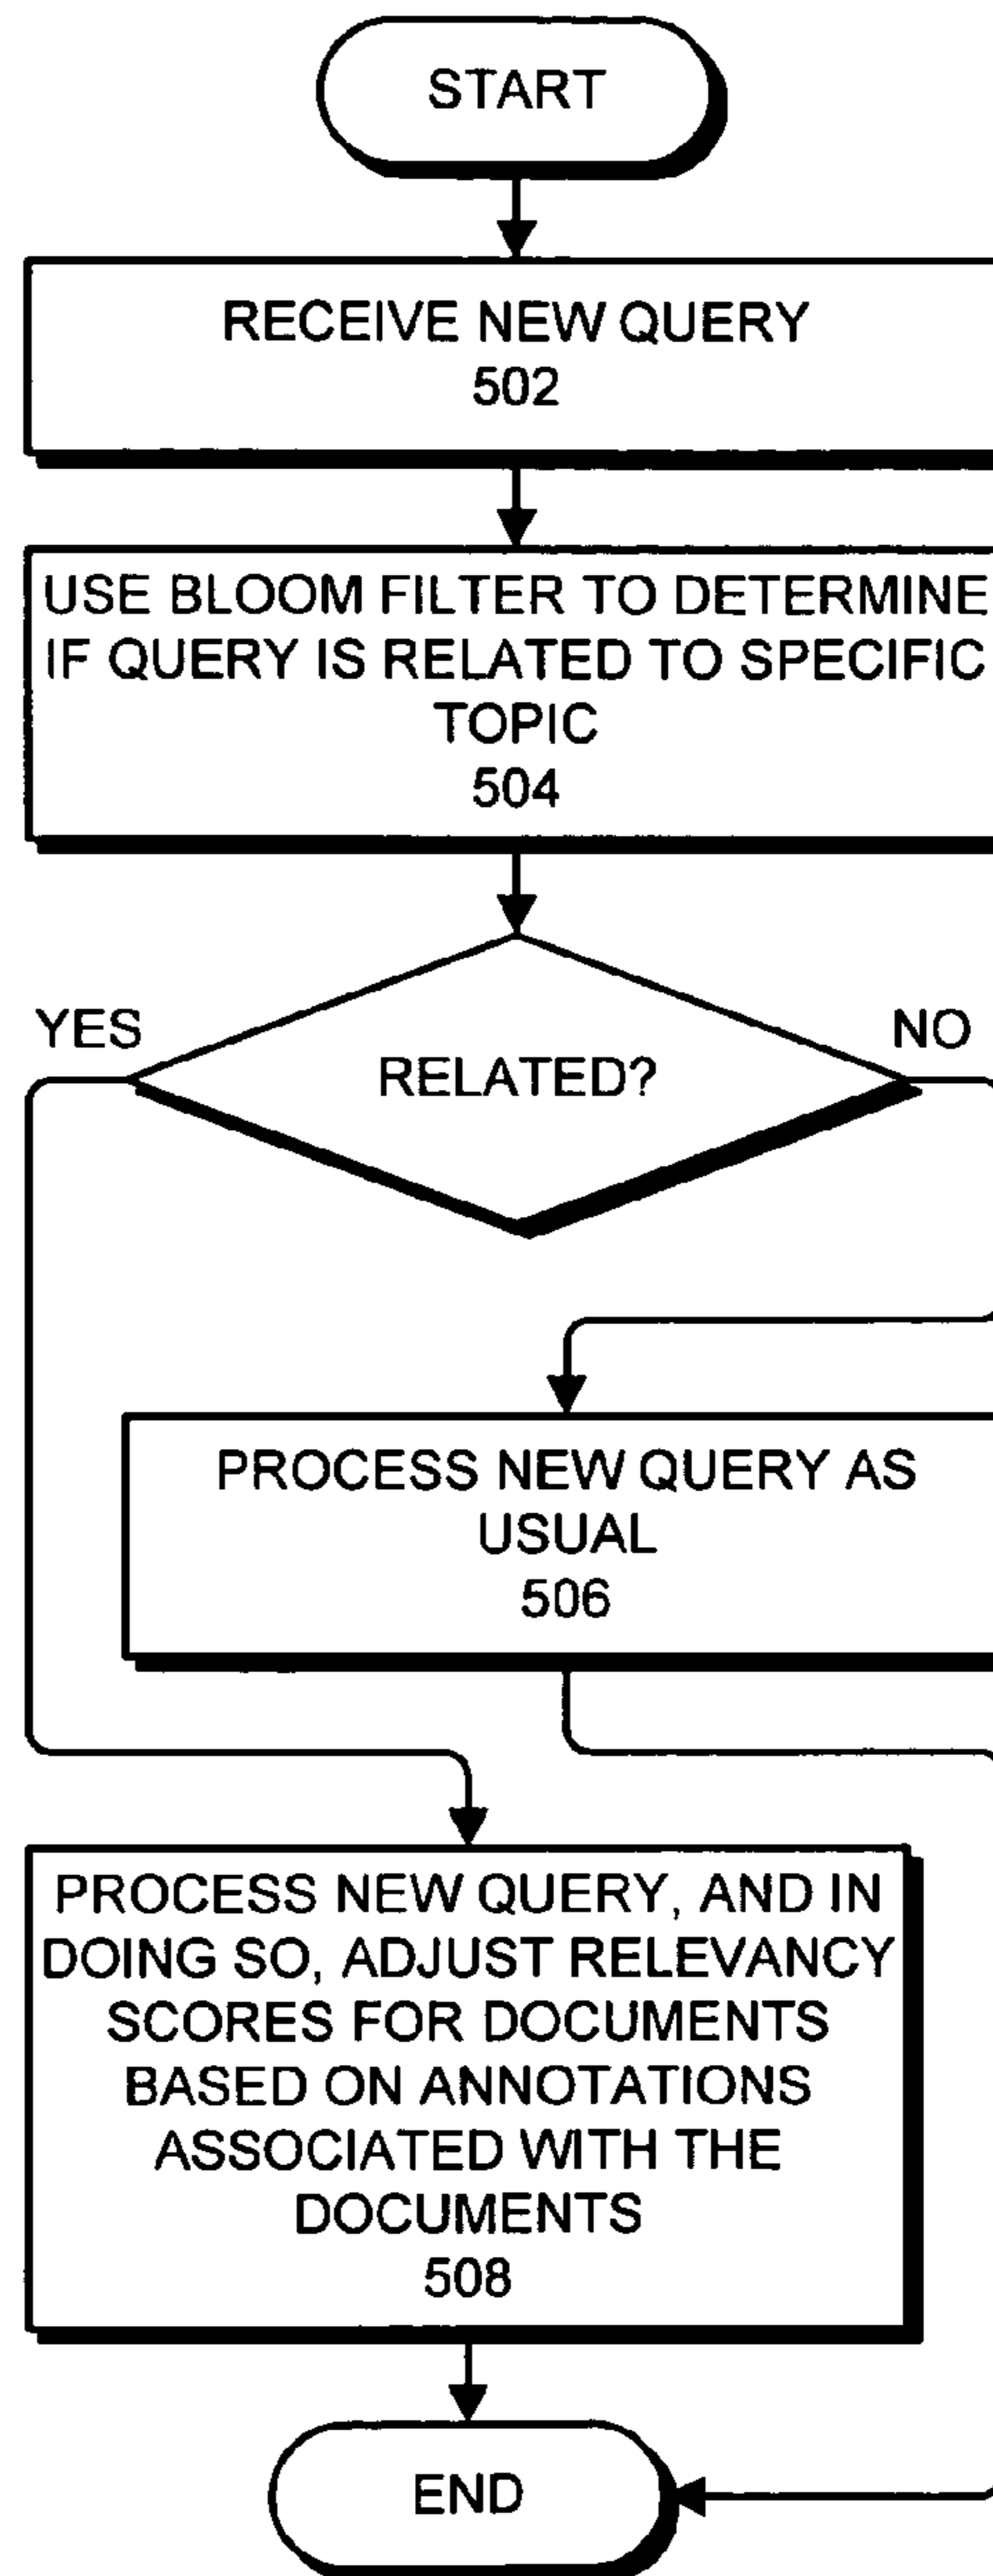 START
RECEIVE NEW QUERY
502
USE BLOOM FILTER TO DETERMINE
IF QUERY IS RELATED TO SPECIFIC
TOPIC
504
YES
NO
RELATED?
PROCESS NEW QUERY AS
USUAL
506
PROCESS NEW QUERY, AND IN
DOING SO, ADJUST RELEVANCY
SCORES FOR DOCUMENTS
BASED ON ANNOTATIONS
ASSOCIATED WITH THE
DOCUMENTS
508
END